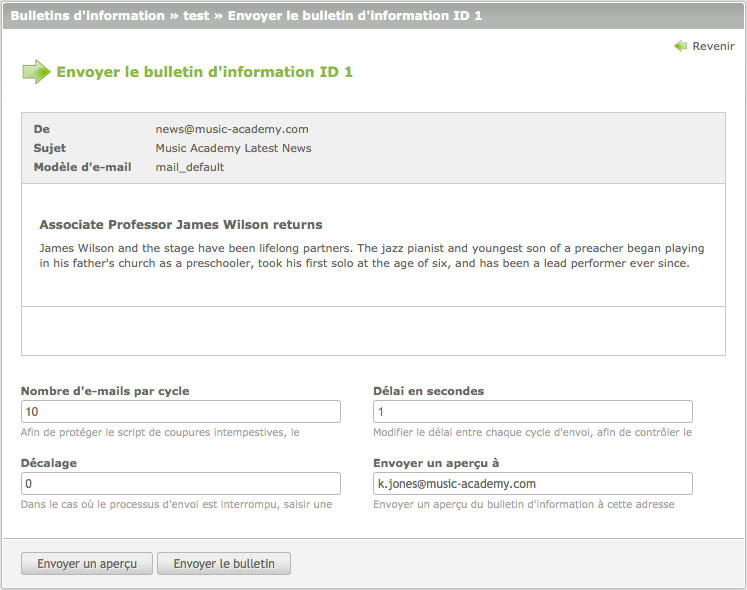 Bulletins d'information » test » Envoyer le bulletin d'information ID 1
Revenir
Envoyer le bulletin d'information ID 1
De news@music-academy.com
Sujet Music Academy Latest News
Modèle d'e-mail mail_default
Associate Professor James Wilson returns
James Wilson and the stage have been lifelong partners. The jazz pianist and youngest son of a preacher began playing
in his father's church as a preschooler, took his first solo at the age of six, and has been a lead performer ever since.
Nombre d'e-mails par cycle Délai en secondes
10 1
Afin de protéger le script de coupures intempestives, le Modifier le délai entre chaque cycle d'envoi, afin de contrôler le
Décalage Envoyer un aperçu à
0 k.jones@music-academy.com
Dans le cas où le processus d'envoi est interrompu, saisir une Envoyer un aperçu du bulletin d'information à cette adresse
Envoyer un aperçu Envoyer le bulletin